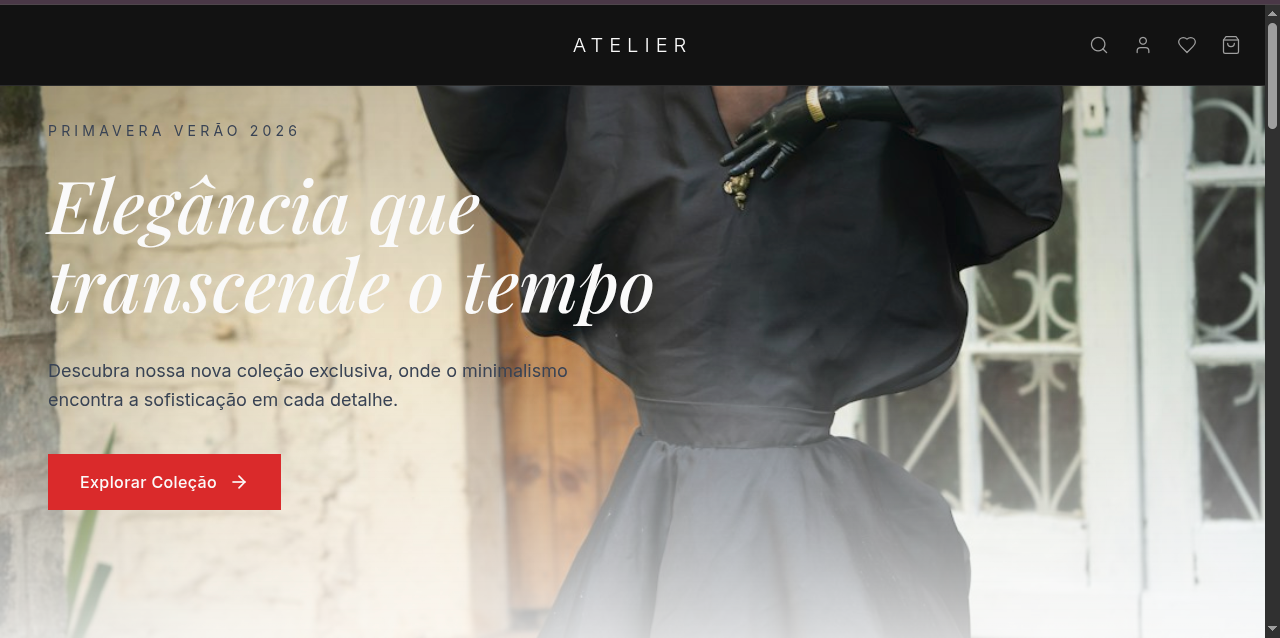 ATELIER
PRIMAVERA VERÃO 2026
Elegância que
transcende o tempo
Descubra nossa nova coleção exclusiva, onde o minimalismo
encontra a sofisticação em cada detalhe.
Explorar Coleção